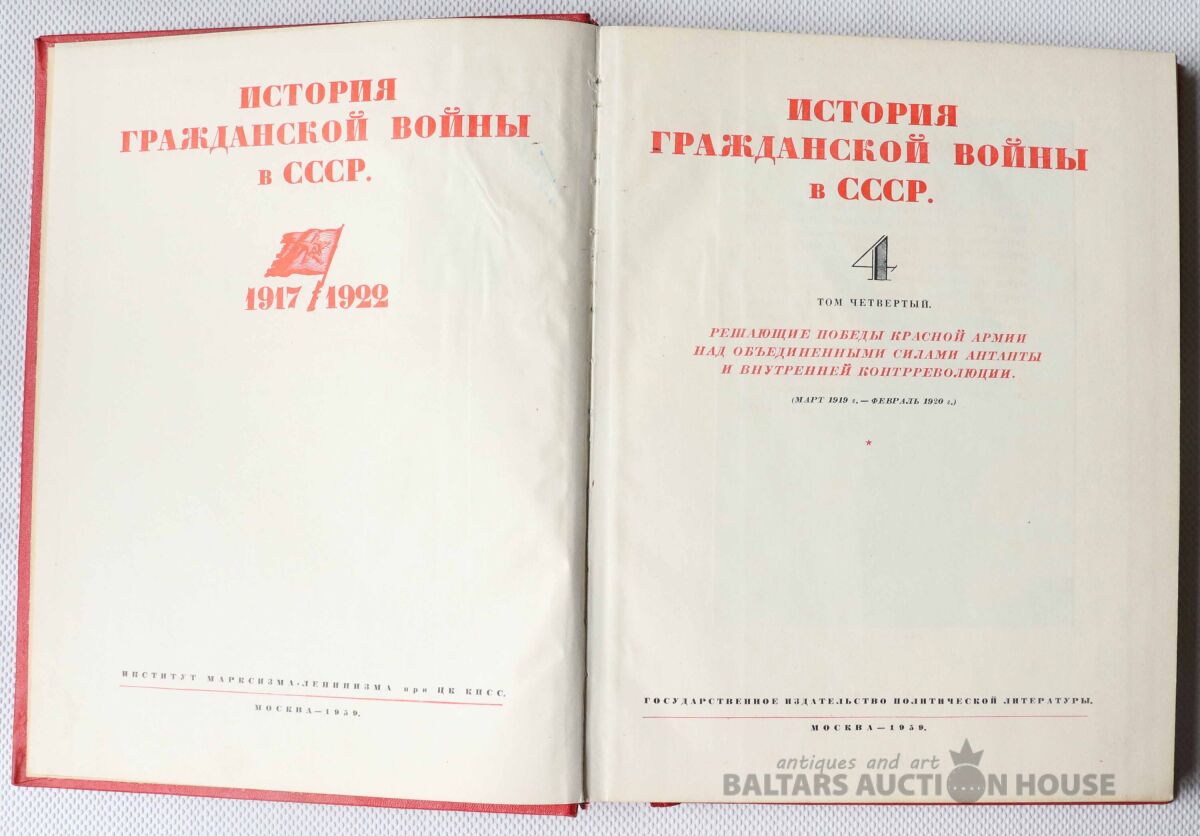 ИСТОРИЯ
ГРАЖДАНСКОЙ ВОЙНЫ
в СССР.
1917 1922
ИНСТИТУТ МАРКСИЗМА-ЛЕНИНИЗМА при ЦК КПСС.
МОСКВА—1959.
ИСТОРИЯ
ГРАЖДАНСКОЙ ВОЙНЫ
в СССР.
4
ТОМ ЧЕТВЕРТЫЙ.
РЕШАЮЩИЕ ПОБЕДЫ КРАСНОЙ АРМИИ
НАД ОБЪЕДИНЕННЫМИ СИЛАМИ АНТАНТЫ
И ВНУТРЕННЕЙ КОНТРРЕВОЛЮЦИИ.
(МАРТ 1919 г.—ФЕВРАЛЬ 1920 г.)
ГОСУДАРСТВЕННОЕ ИЗДАТЕЛЬСТВО ПОЛИТИЧЕСКОЙ ЛИТЕРАТУРЫ.
МОСКВА—1959.
antiques and art
BALTARS AUCTION HOUSE